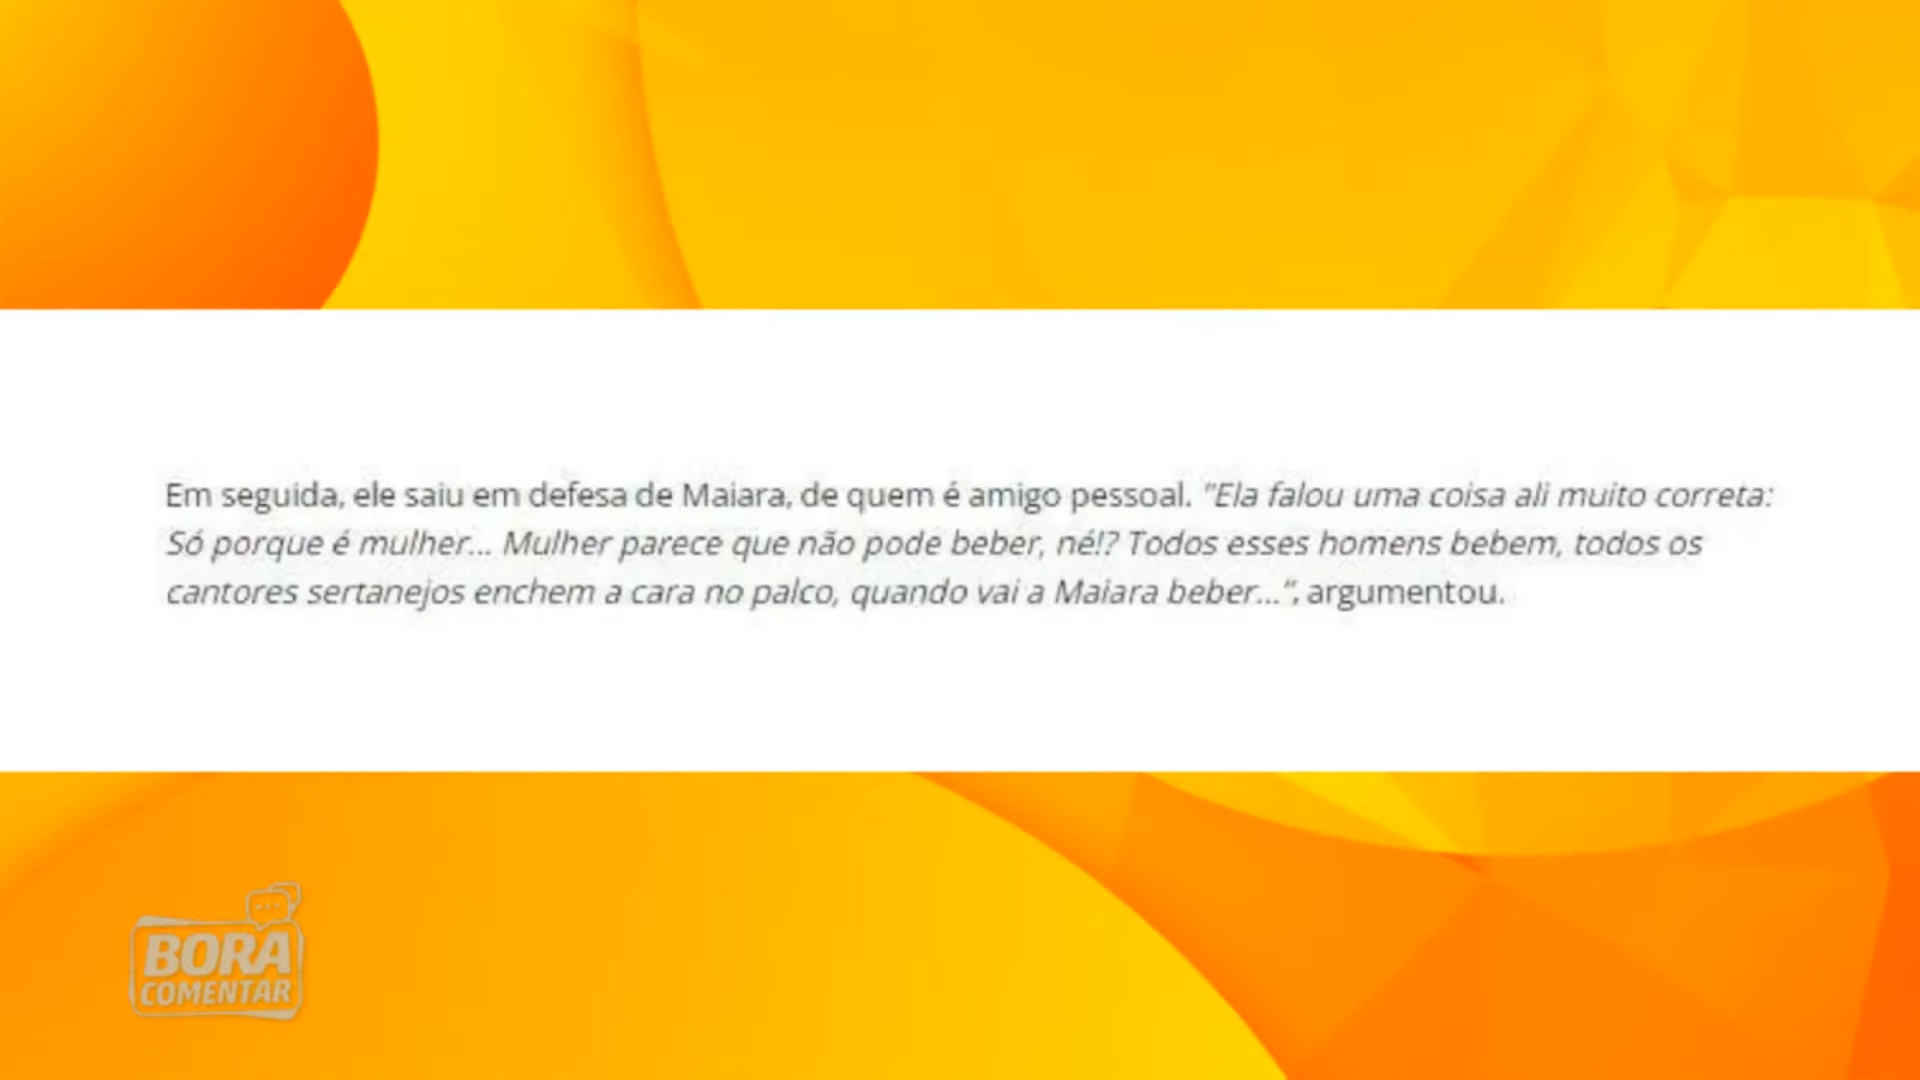 Em seguida, ele saiu em defesa de Maiara, de quem é amigo pessoal. "Ela falou uma coisa ali muito correta:
Só porque é mulher... Mulher parece que não pode beber, né!? Todos esses homens bebem, todos os
cantores sertanejos enchem a cara no palco, quando vai a Maiara beber...", argumentou.
BORA
COMENTAR